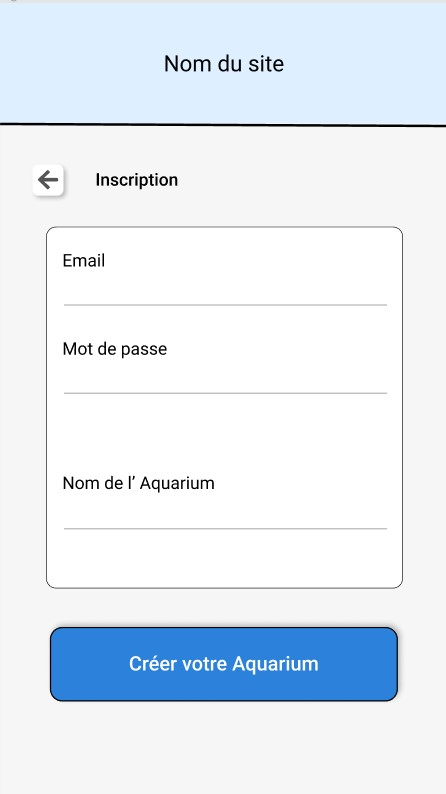 Nom du site
Inscription
Email
Mot de passe
Nom de l’ Aquarium
Créer votre Aquarium